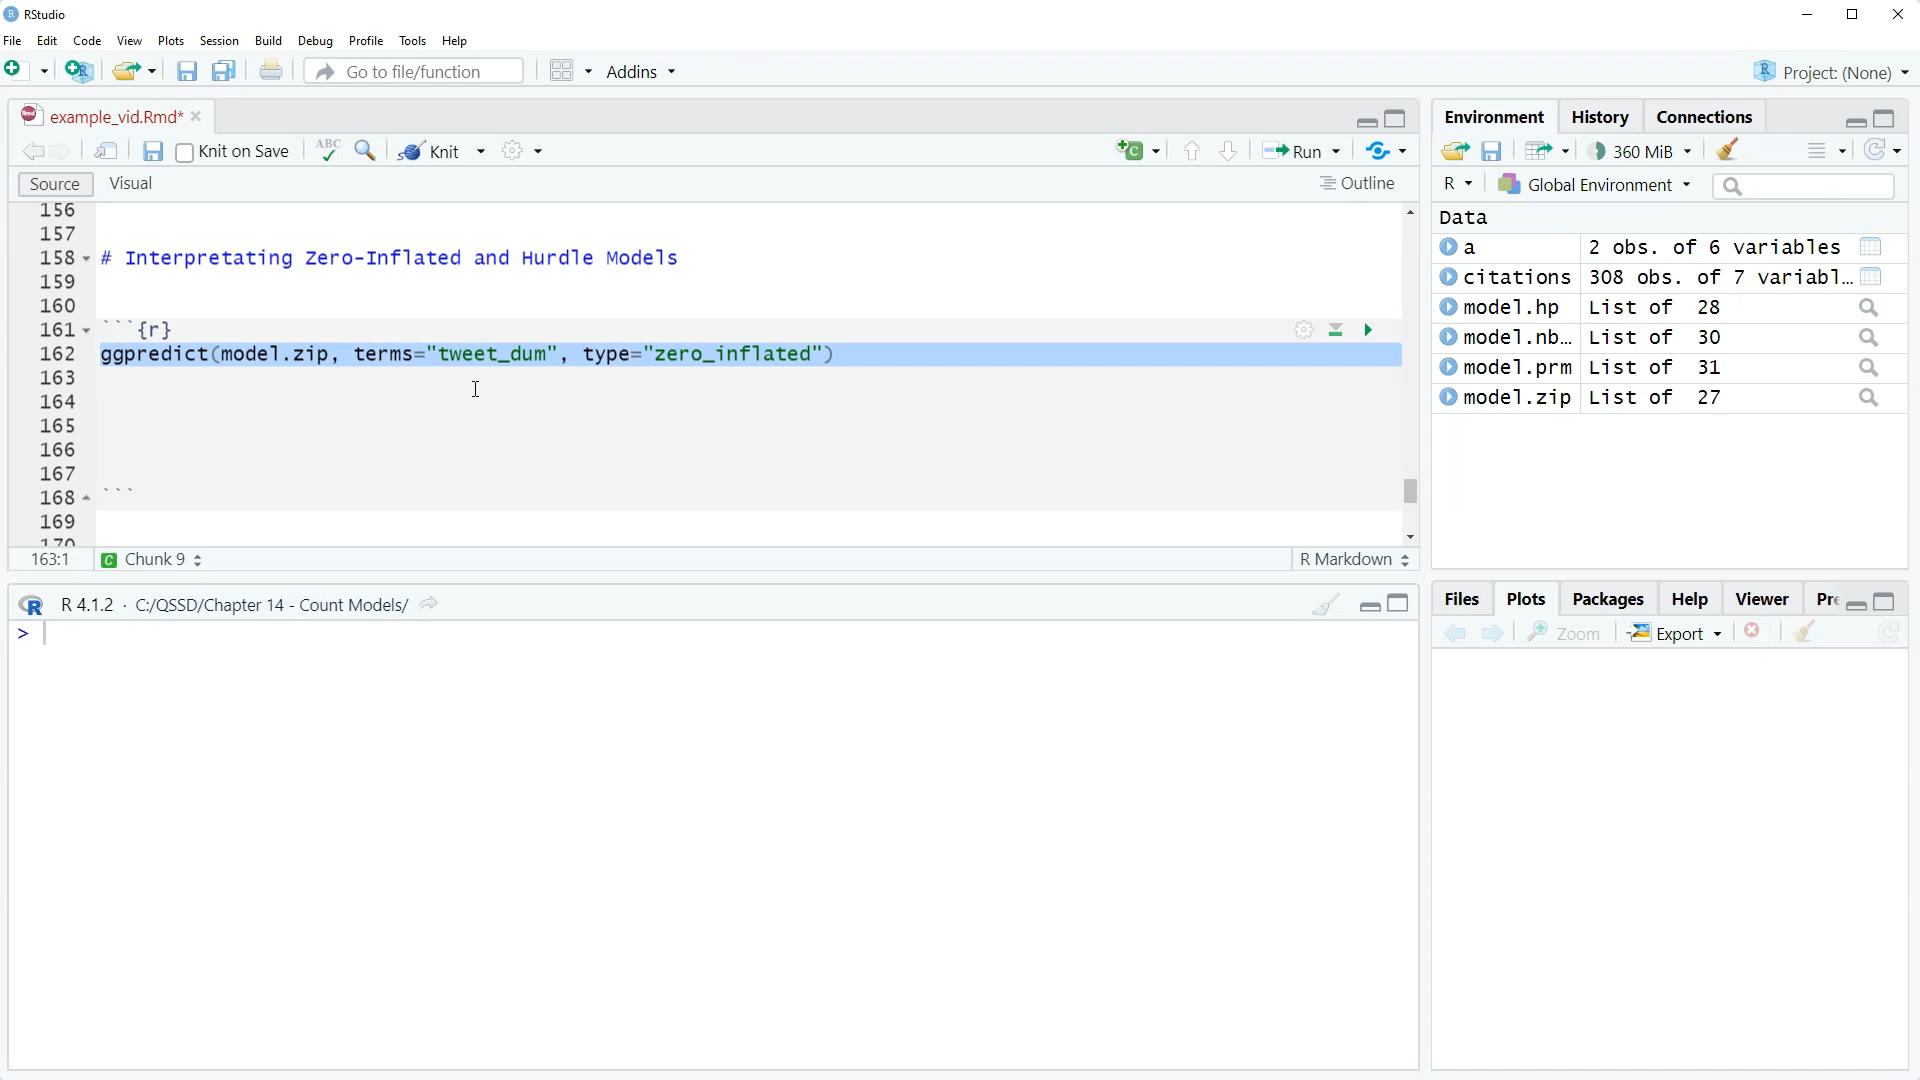 RStudio
File Edit Code View Plots Session Build Debug Profile Tools Help
Go to file/function Addins Project: (None)
example_vid.Rmd*
Knit on Save ABC Knit Run
Source Visual Outline
156
157
158 # Interpretating Zero-Inflated and Hurdle Models
159
160
161 ```{r}
162 ggpredict(model.zip, terms="tweet_dum", type="zero_inflated")
163
164
165
166
167
168 ```
169
170
163:1 C Chunk 9 R Markdown
R R 4.1.2 · C:/QSSD/Chapter 14 - Count Models/
>
Environment History Connections
360 MiB
R Global Environment
Data
a 2 obs. of 6 variables
citations 308 obs. of 7 variabl…
model.hp List of 28
model.nb… List of 30
model.prm List of 31
model.zip List of 27
Files Plots Packages Help Viewer Pre
Zoom Export